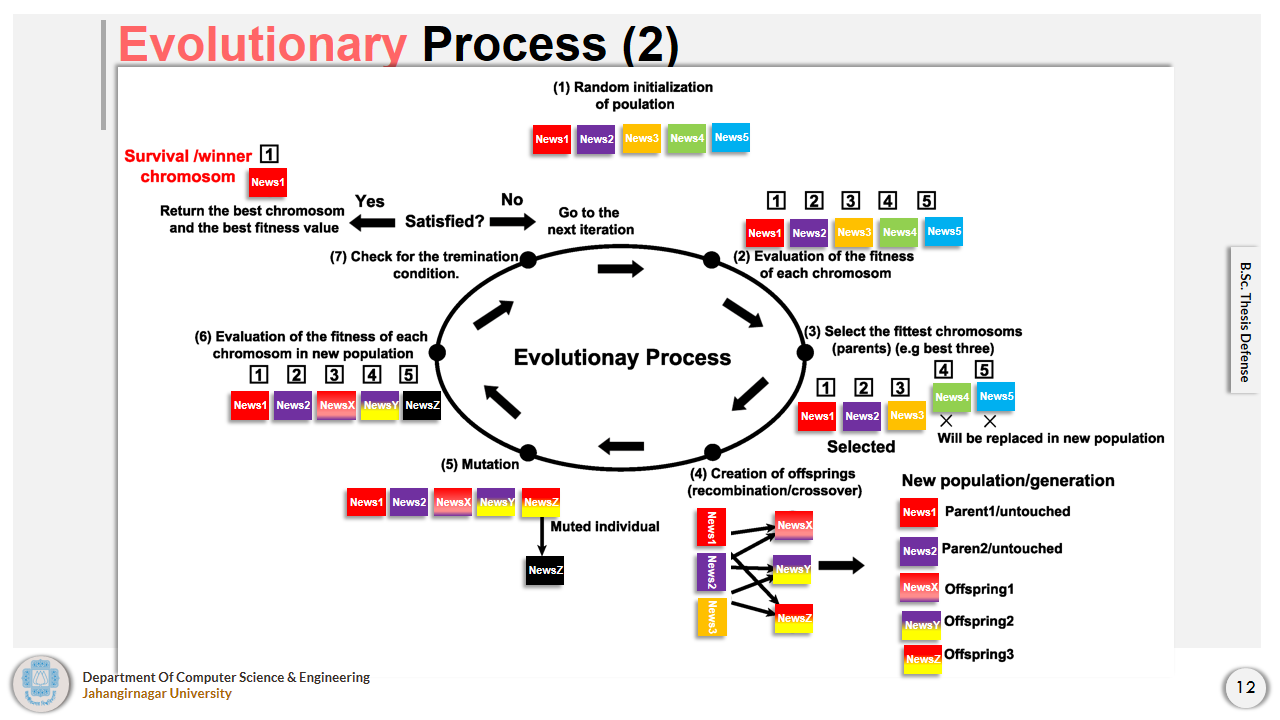 Evolutionary Process (2)
(1) Random initialization
of poulation
News1 News2 News3 News4 News5
Survival /winner 1
chromosom News1
Return the best chromosom
and the best fitness value
Yes
Satisfied?
No
Go to the
next iteration
1 2 3 4 5
News1 News2 News3 News4 News5
(2) Evaluation of the fitness
of each chromosom
(7) Check for the tremination
condition.
(3) Select the fittest chromosoms
(parents) (e.g best three)
1 2 3 4 5
News1 News2 News3 News4 News5
Selected
Will be replaced in new population
Evolutionay Process
(6) Evaluation of the fitness of each
chromosom in new population
1 2 3 4 5
News1 News2 NewsX NewsY NewsZ
(5) Mutation
News1 News2 NewsX NewsY NewsZ
Muted individual
NewsZ
(4) Creation of offsprings
(recombination/crossover)
News1
News2
News3
NewsX
NewsY
NewsZ
New population/generation
News1 Parent1/untouched
News2 Paren2/untouched
NewsX Offspring1
NewsY Offspring2
NewsZ Offspring3
B.Sc. Thesis Defense
Department Of Computer Science & Engineering
Jahangirnagar University
12